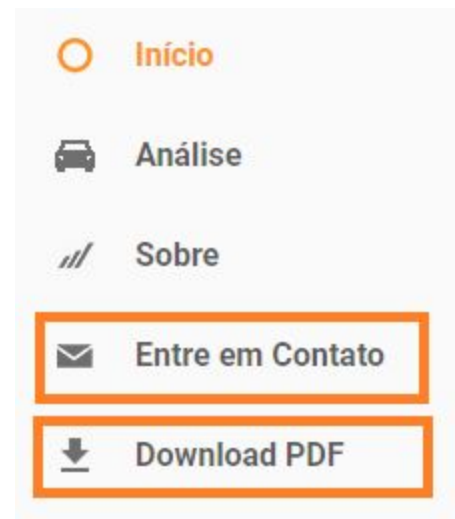 Início
Análise
Sobre
Entre em Contato
Download PDF